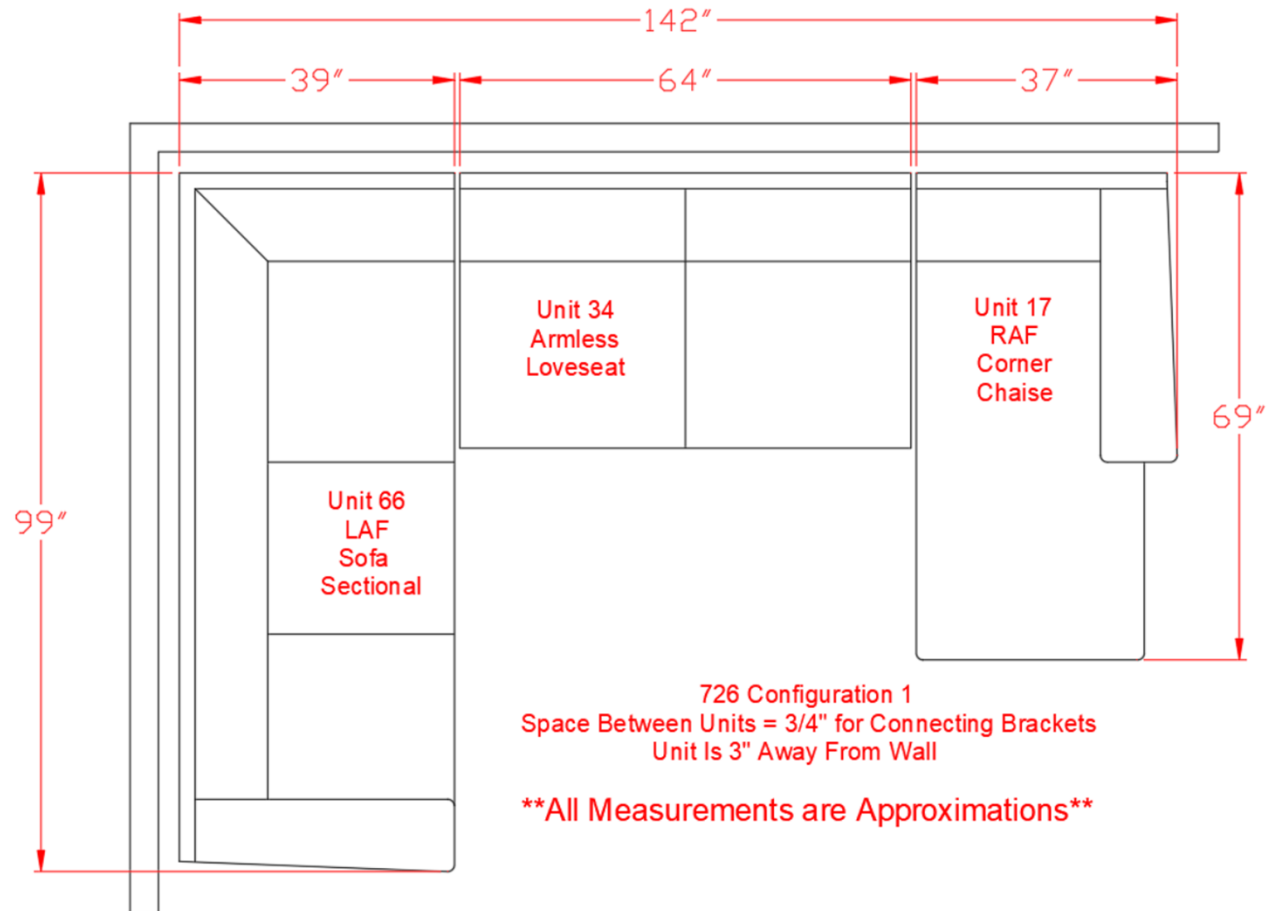 142"
39"
64"
37"
Unit 34
Armless
Loveseat
Unit 17
RAF
Corner
Chaise
69"
99"
Unit 66
LAF
Sofa
Sectional
726 Configuration 1
Space Between Units = 3/4" for Connecting Brackets
Unit Is 3" Away From Wall
**All Measurements are Approximations**